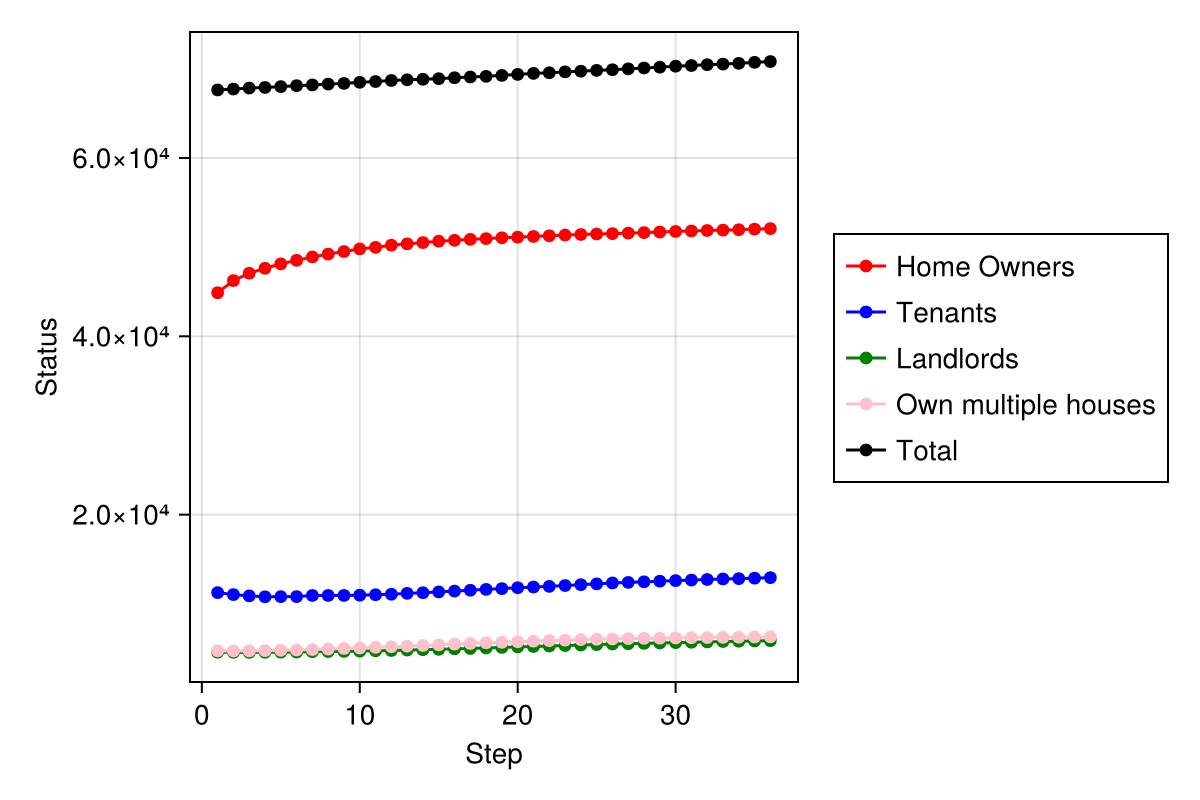 6.0×10⁴
4.0×10⁴
2.0×10⁴
Status
0 10 20 30
Step
Home Owners
Tenants
Landlords
Own multiple houses
Total